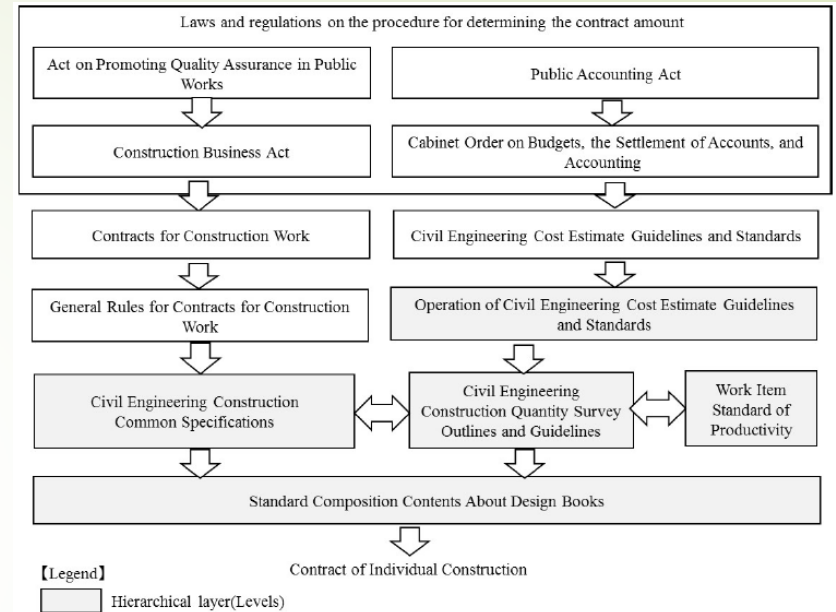 Laws and regulations on the procedure for determining the contract amount
Act on Promoting Quality Assurance in Public
Works
Public Accounting Act
Construction Business Act
Cabinet Order on Budgets, the Settlement of Accounts, and
Accounting
Contracts for Construction Work
Civil Engineering Cost Estimate Guidelines and Standards
General Rules for Contracts for Construction
Work
Operation of Civil Engineering Cost Estimate Guidelines
and Standards
Civil Engineering Construction
Common Specifications
Civil Engineering
Construction Quantity Survey
Outlines and Guidelines
Work Item
Standard of
Productivity
Standard Composition Contents About Design Books
Contract of Individual Construction
【Legend】
Hierarchical layer(Levels)